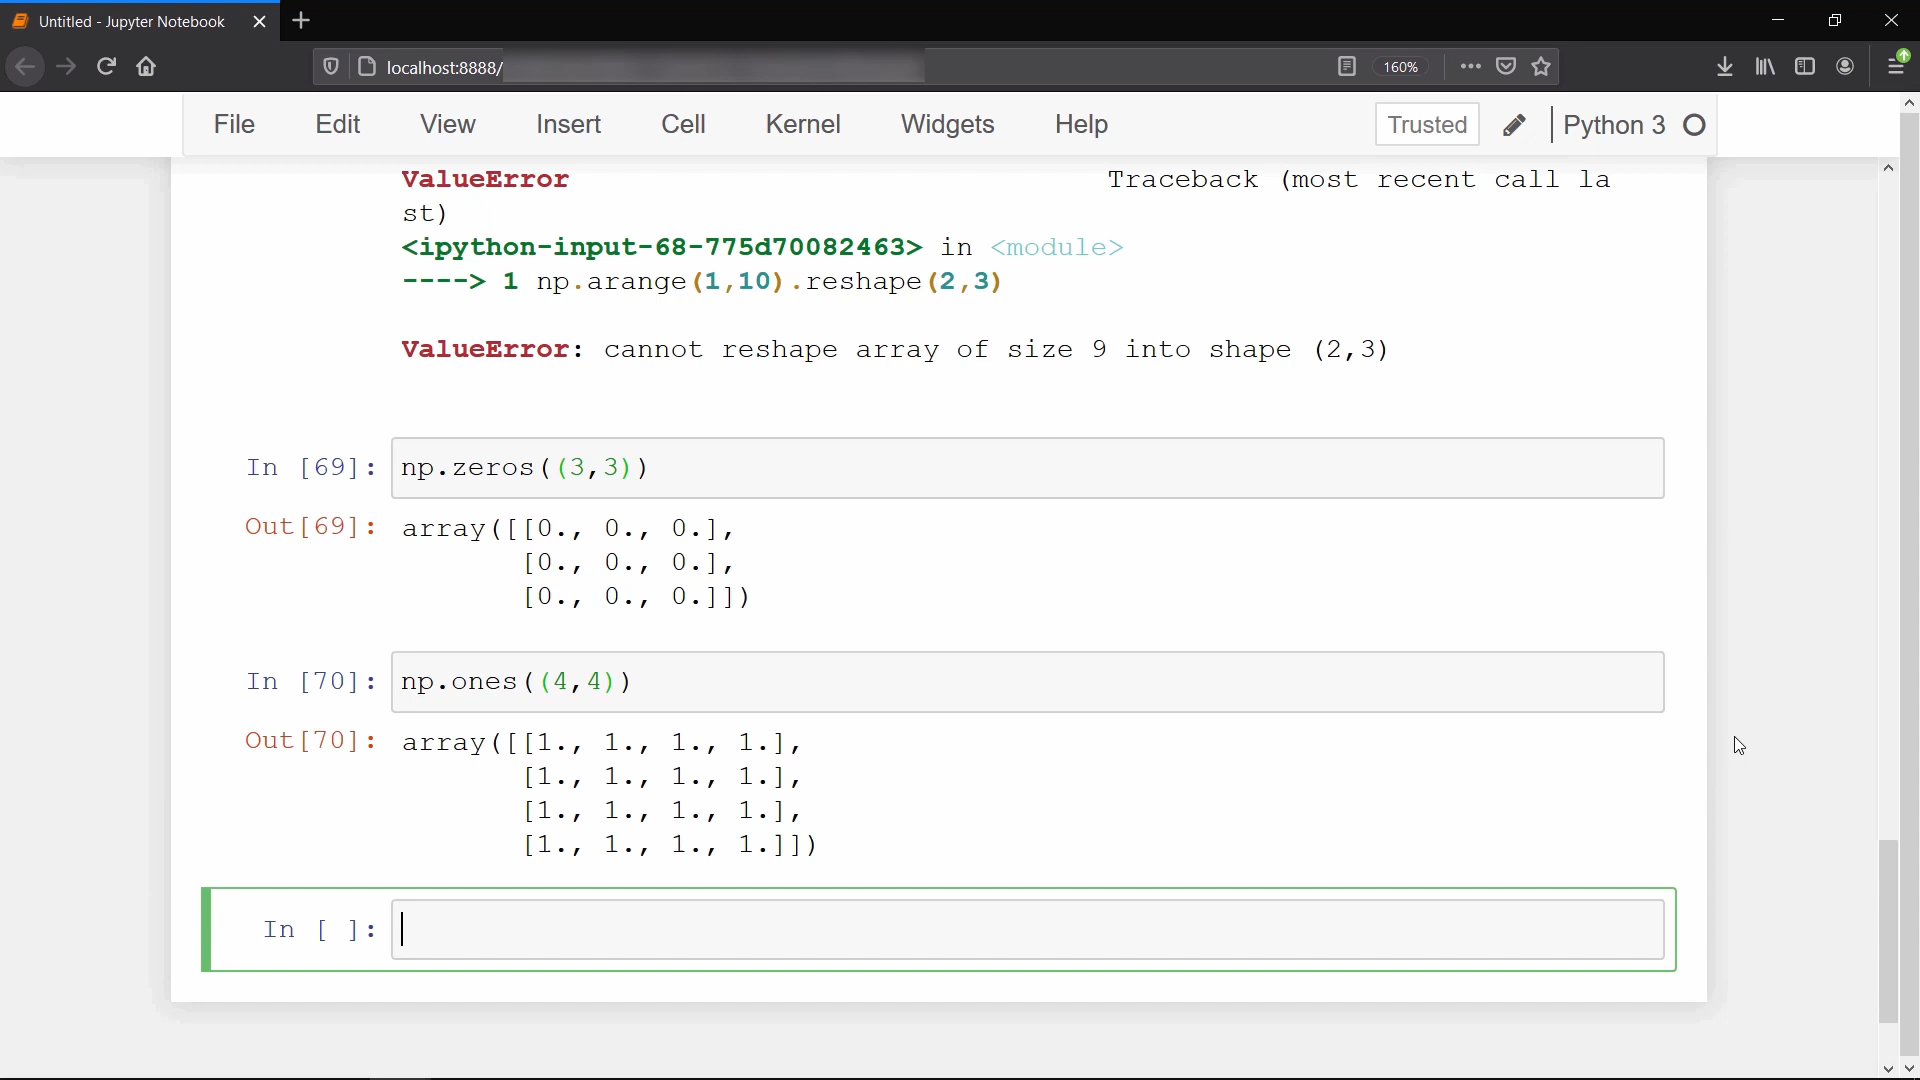 Untitled - Jupyter Notebook
localhost:8888/
160%
File Edit View Insert Cell Kernel Widgets Help Trusted Python 3
ValueError Traceback (most recent call la
st)
<ipython-input-68-775d70082463> in <module>
----> 1 np.arange(1,10).reshape(2,3)
ValueError: cannot reshape array of size 9 into shape (2,3)
In [69]: np.zeros((3,3))
Out[69]: array([[0., 0., 0.],
[0., 0., 0.],
[0., 0., 0.]])
In [70]: np.ones((4,4))
Out[70]: array([[1., 1., 1., 1.],
[1., 1., 1., 1.],
[1., 1., 1., 1.],
[1., 1., 1., 1.]])
In [ ]: